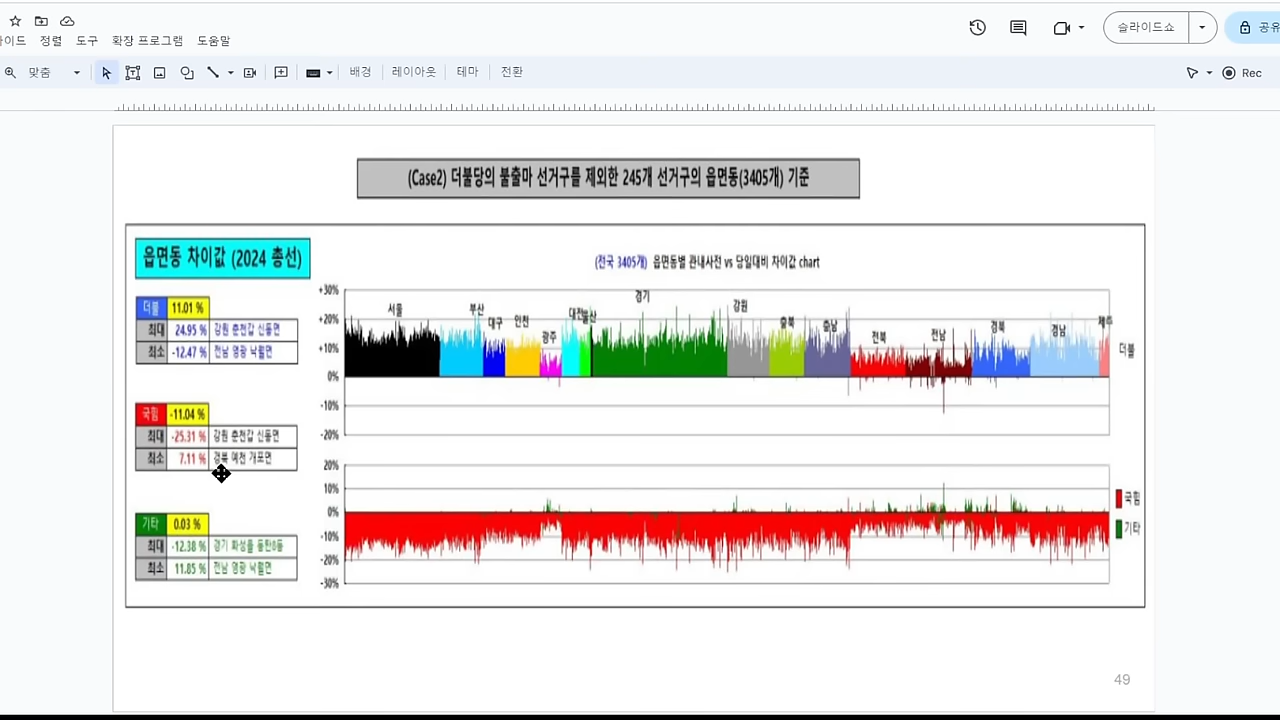 슬라이드쇼
공유
이드 정렬 도구 확장 프로그램 도움말
맞춤 배경 레이아웃 테마 전환 Rec
(Case2) 더불당의 불출마 선거구를 제외한 245개 선거구의 읍면동(3405개) 기준
읍면동 차이값 (2024 총선)
(전국 3405개) 읍면동별 관내사전 vs 당일대비 차이값 chart
더불 11.01 %
최대 24.95 % 강원 춘천갑 신동면
최소 -12.47 % 전남 영광 낙월면
국힘 -11.04 %
최대 -25.31 % 강원 춘천갑 신동면
최소 7.11 % 경북 예천 개포면
기타 0.03 %
최대 -12.38 % 경기 화성을 동탄8동
최소 11.85 % 전남 영광 낙월면
+30%
+20%
+10%
0%
-10%
-20%
서울 부산 대구 인천 광주 대전 울산 경기 강원 충북 충남 전북 전남 경북 경남 제주
더불
20%
10%
0%
-10%
-20%
-30%
국힘
기타
49